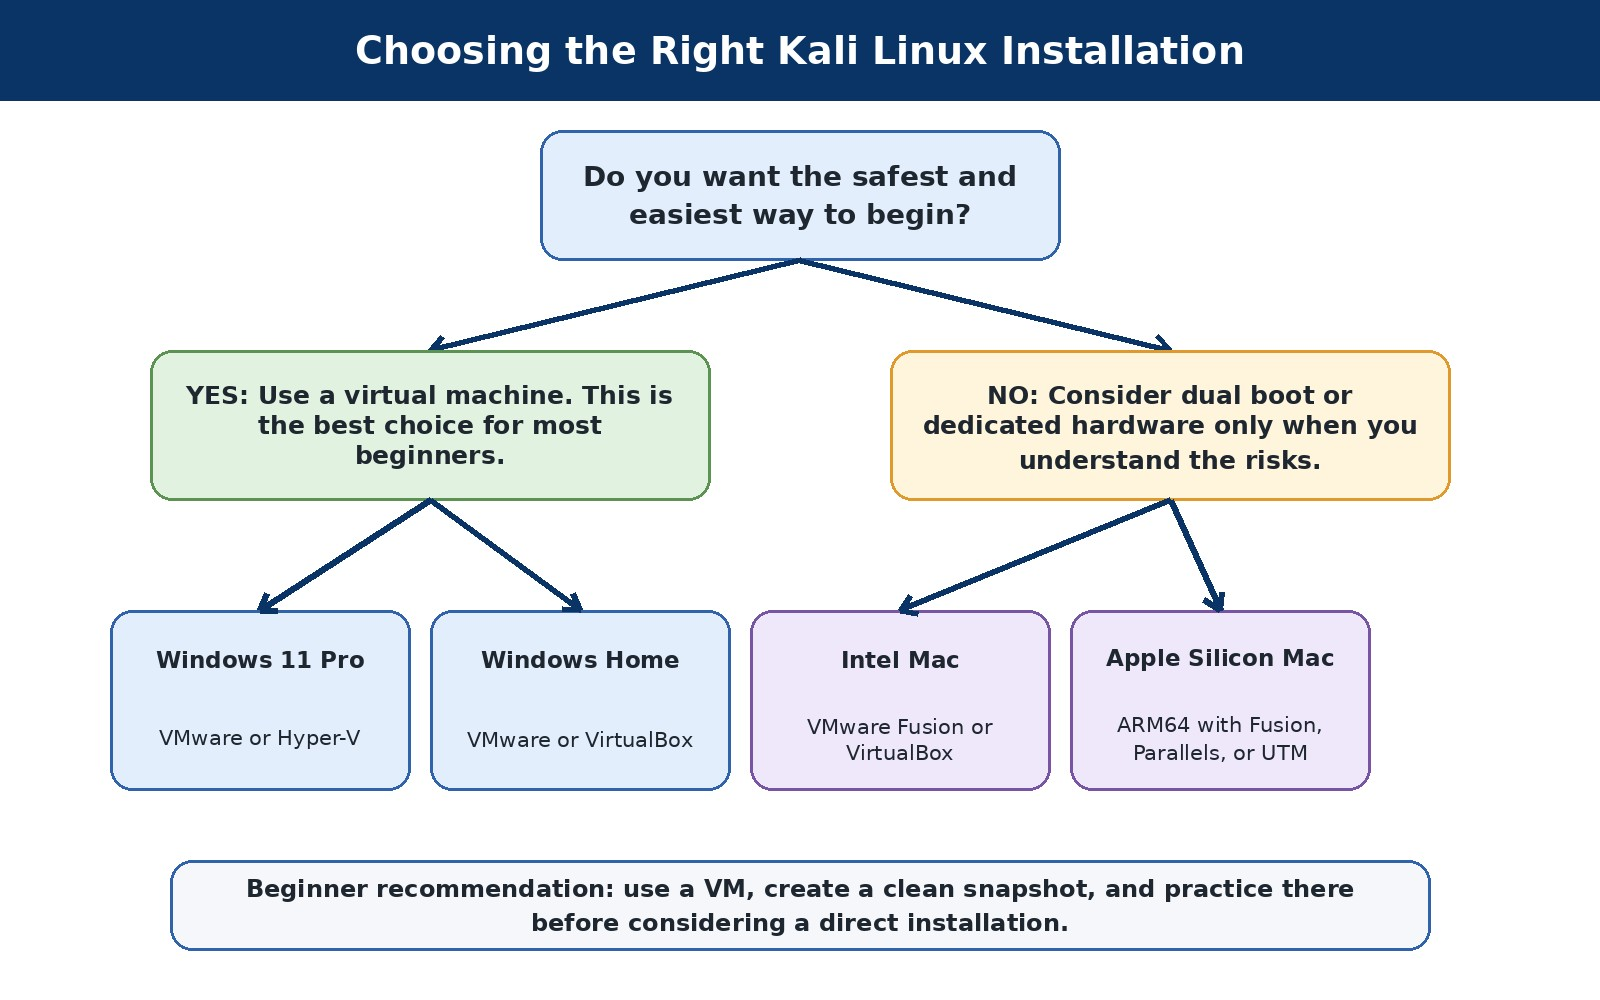 Choosing the Right Kali Linux Installation
Do you want the safest and
easiest way to begin?
YES: Use a virtual machine. This is
the best choice for most
beginners.
NO: Consider dual boot or
dedicated hardware only when you
understand the risks.
Windows 11 Pro
VMware or Hyper-V
Windows Home
VMware or VirtualBox
Intel Mac
VMware Fusion or
VirtualBox
Apple Silicon Mac
ARM64 with Fusion,
Parallels, or UTM
Beginner recommendation: use a VM, create a clean snapshot, and practice there
before considering a direct installation.